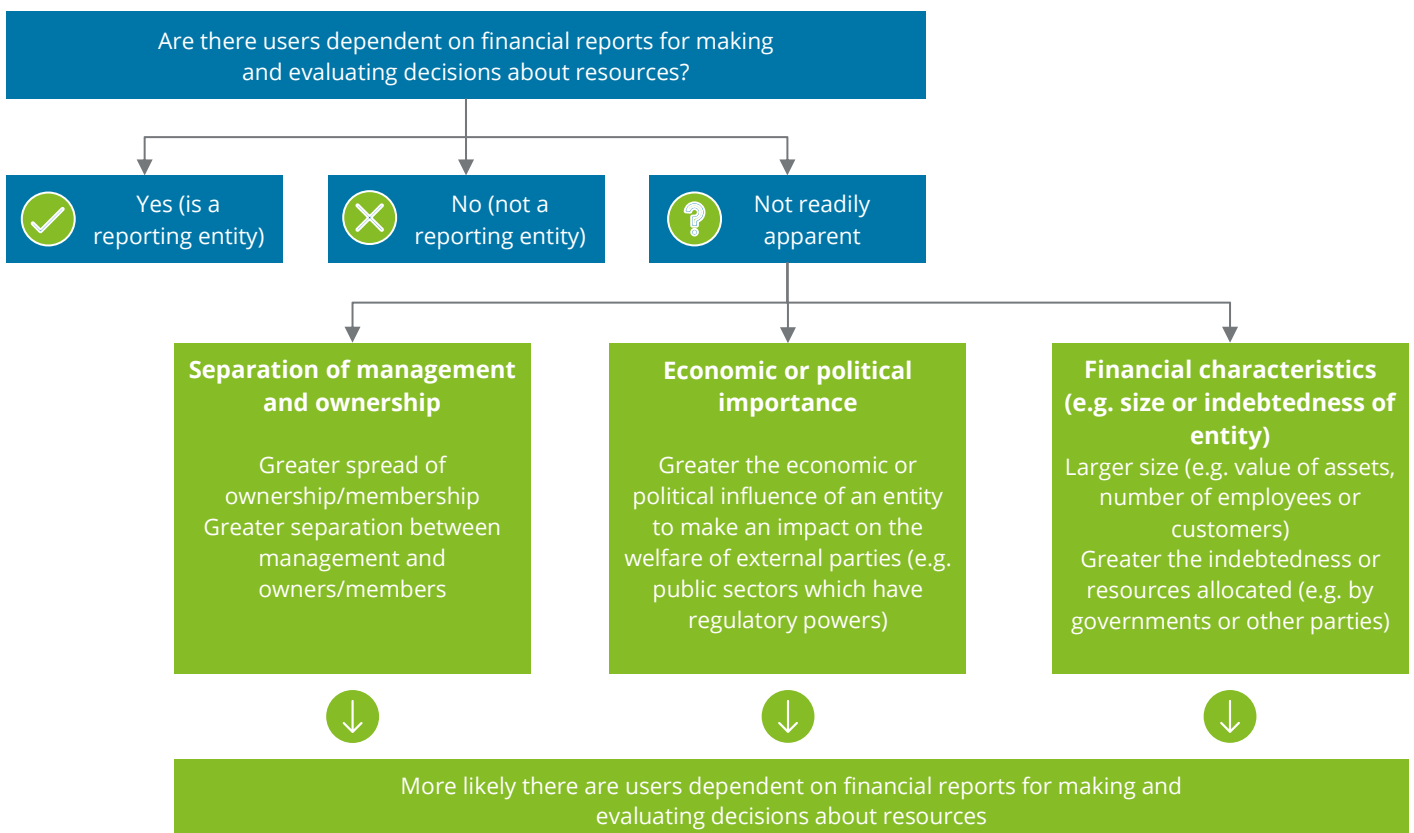 Are there users dependent on financial reports for making
and evaluating decisions about resources?
Yes (is a
reporting entity)
No (not a
reporting entity)
?
Not readily
apparent
Separation of management
and ownership
Greater spread of
ownership/membership
Greater separation between
management and
owners/members
Economic or political
importance
Greater the economic or
political influence of an entity
to make an impact on the
welfare of external parties (e.g.
public sectors which have
regulatory powers)
Financial characteristics
(e.g. size or indebtedness of
entity)
Larger size (e.g. value of assets,
number of employees or
customers)
Greater the indebtedness or
resources allocated (e.g. by
governments or other parties)
More likely there are users dependent on financial reports for making and
evaluating decisions about resources